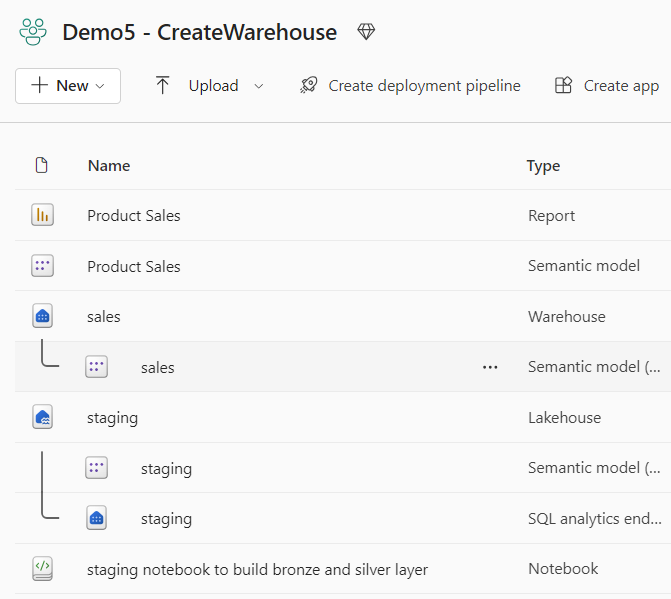 Demo5 - CreateWarehouse
New Upload Create deployment pipeline Create app
Name Type
Product Sales Report
Product Sales Semantic model
sales Warehouse
sales ... Semantic model (...
staging Lakehouse
staging Semantic model (...
staging SQL analytics end...
staging notebook to build bronze and silver layer Notebook